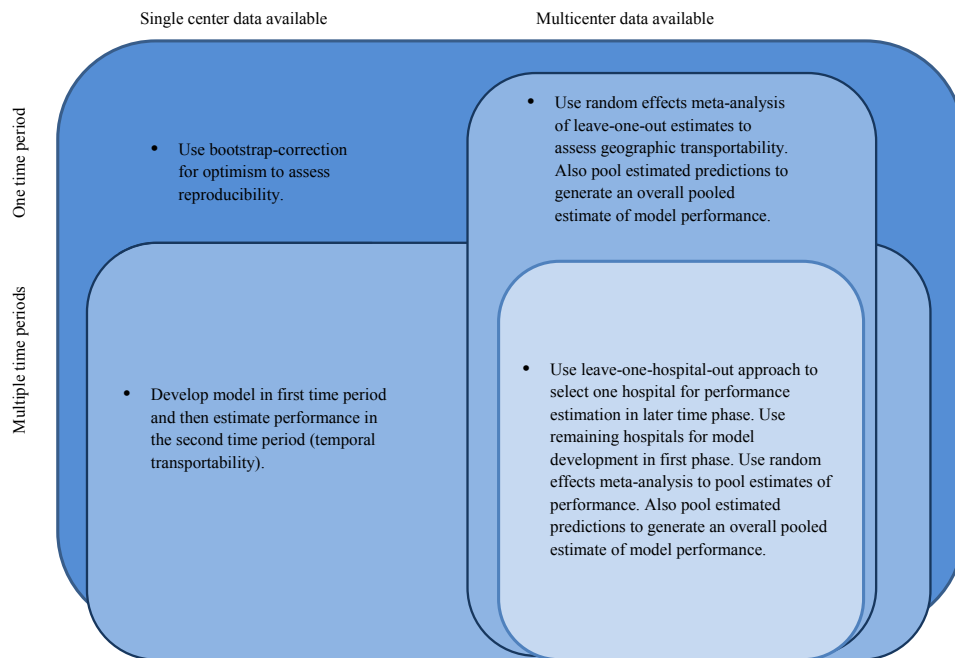 Single center data available
Multicenter data available
One time period
• Use bootstrap-correction
for optimism to assess
reproducibility.
• Use random effects meta-analysis
of leave-one-out estimates to
assess geographic transportability.
Also pool estimated predictions to
generate an overall pooled
estimate of model performance.
Multiple time periods
• Develop model in first time period
and then estimate performance in
the second time period (temporal
transportability).
• Use leave-one-hospital-out approach to
select one hospital for performance
estimation in later time phase. Use
remaining hospitals for model
development in first phase. Use random
effects meta-analysis to pool estimates of
performance. Also pool estimated
predictions to generate an overall pooled
estimate of model performance.